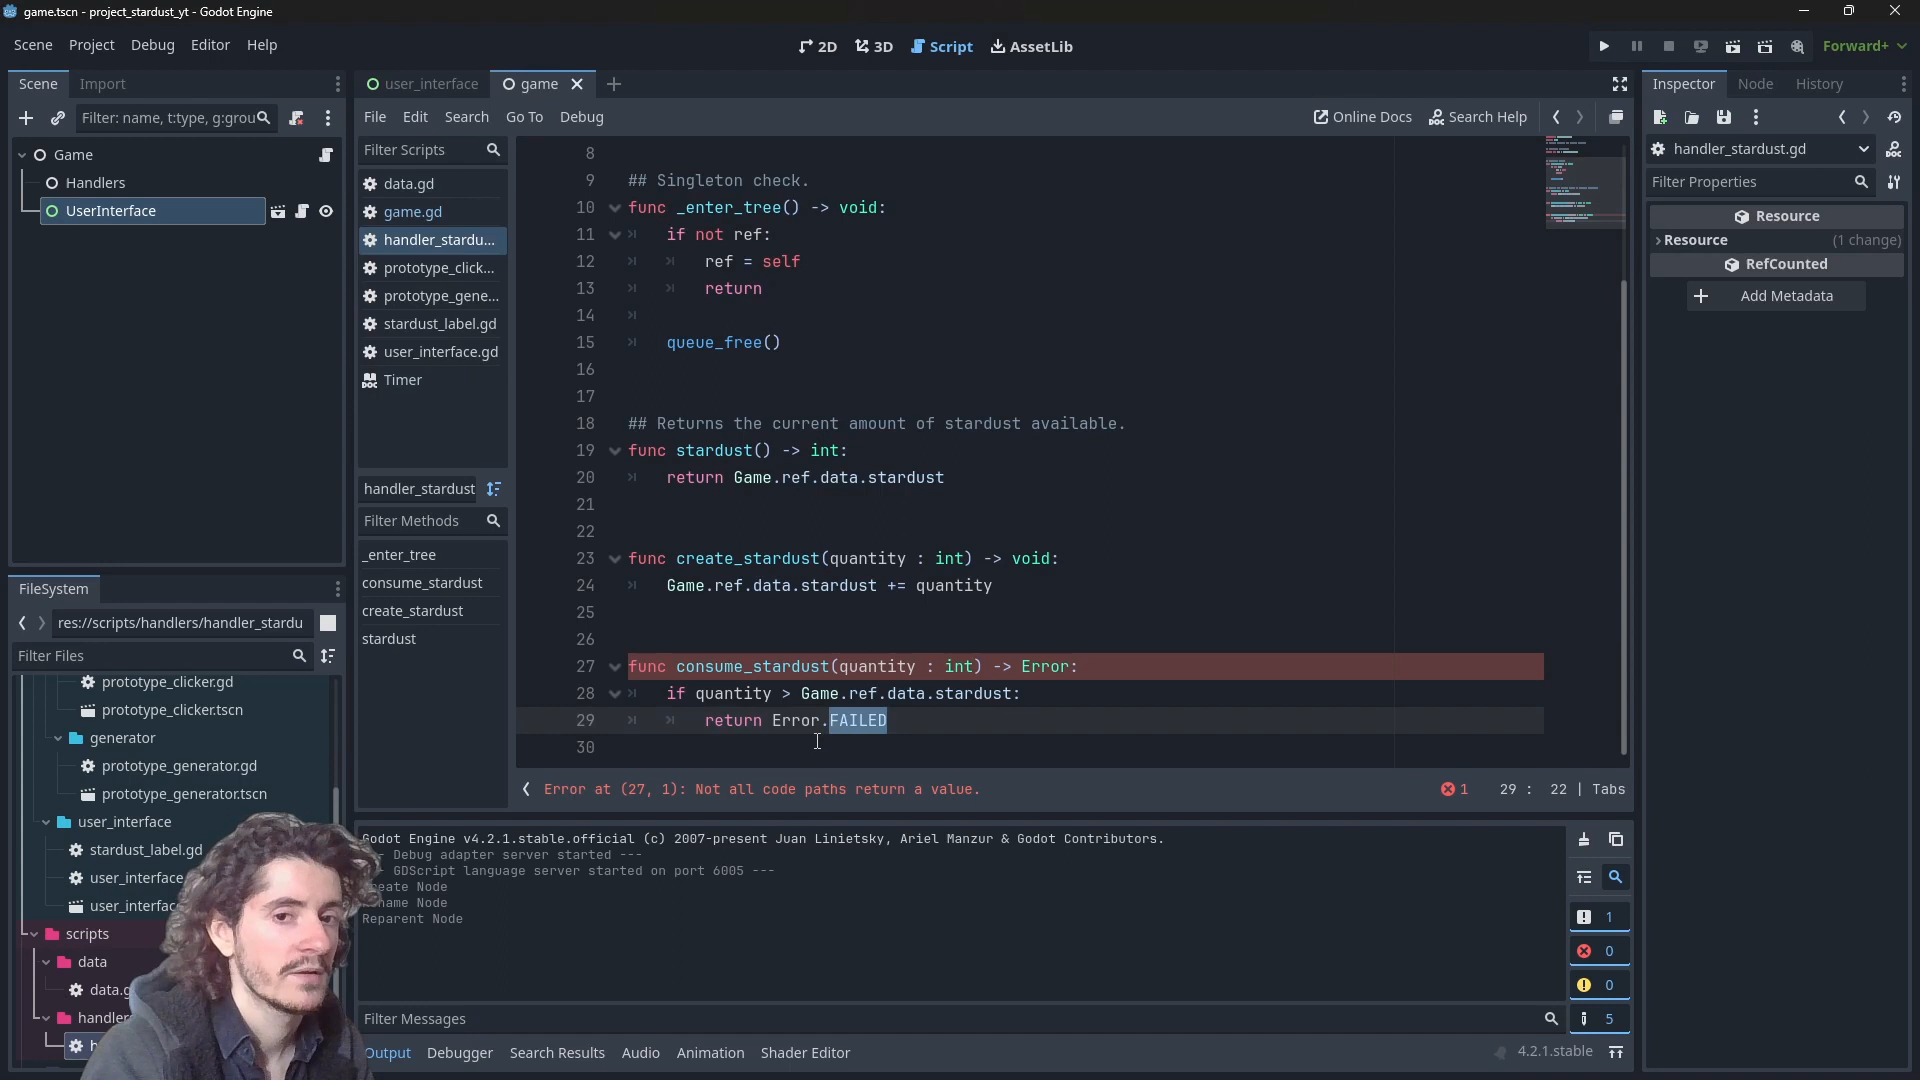 game.tscn - project_stardust_yt - Godot Engine
Scene Project Debug Editor Help
2D 3D Script AssetLib
Forward+
Scene Import
Filter: name, t:type, g:grou
Game
Handlers
UserInterface
FileSystem
res://scripts/handlers/handler_stardu
Filter Files
prototype_clicker.gd
prototype_clicker.tscn
generator
prototype_generator.gd
prototype_generator.tscn
user_interface
stardust_label.gd
user_interface
user_interfac
scripts
data
data.g
handler
h
user_interface game
File Edit Search Go To Debug
Online Docs Search Help
Filter Scripts
data.gd
game.gd
handler_stardu...
prototype_click...
prototype_gene...
stardust_label.gd
user_interface.gd
Timer
handler_stardust
Filter Methods
_enter_tree
consume_stardust
create_stardust
stardust
8
9 ## Singleton check.
10 func _enter_tree() -> void:
11 if not ref:
12 ref = self
13 return
14
15 queue_free()
16
17
18 ## Returns the current amount of stardust available.
19 func stardust() -> int:
20 return Game.ref.data.stardust
21
22
23 func create_stardust(quantity : int) -> void:
24 Game.ref.data.stardust += quantity
25
26
27 func consume_stardust(quantity : int) -> Error:
28 if quantity > Game.ref.data.stardust:
29 return Error.FAILED
30
Error at (27, 1): Not all code paths return a value.
1 29 : 22 | Tabs
Godot Engine v4.2.1.stable.official (c) 2007-present Juan Linietsky, Ariel Manzur & Godot Contributors.
- Debug adapter server started ---
- GDScript language server started on port 6005 ---
eate Node
name Node
Reparent Node
1
0
0
5
Filter Messages
Output Debugger Search Results Audio Animation Shader Editor
4.2.1.stable
Inspector Node History
handler_stardust.gd
Filter Properties
Resource
Resource (1 change)
RefCounted
Add Metadata